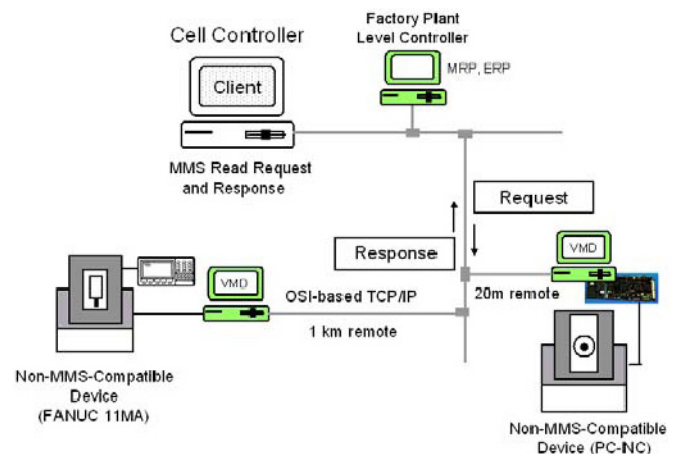 Factory Plant
Level Controller
Cell Controller
MRP, ERP
Client
MMS Read Request
and Response
Request
Response
VMD
VMD
OSI-based TCP/IP
20m remote
1 km remote
Non-MMS-Compatible
Device
(FANUC 11MA)
Non-MMS-Compatible
Device (PC-NC)